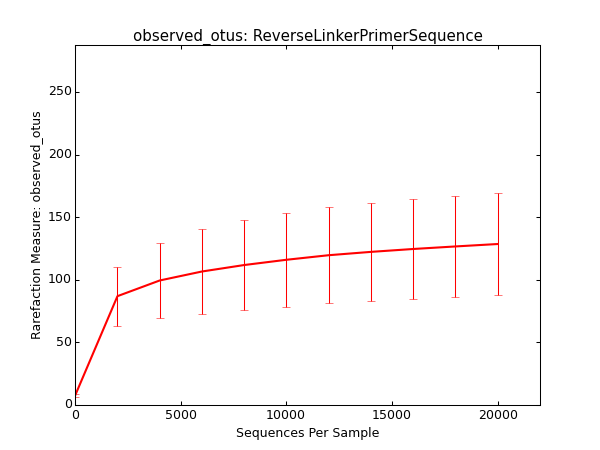 observed_otus: ReverseLinkerPrimerSequence
Rarefaction Measure: observed_otus
250
200
150
100
50
0
0 5000 10000 15000 20000
Sequences Per Sample